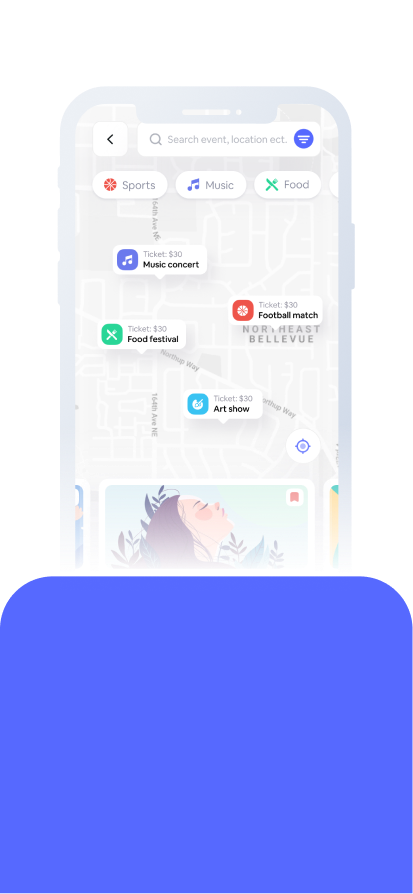 Search event, location ect.
Sports
Music
Food
164th Ave NE
Ticket: $30
Music concert
Ticket: $30
Football match
NORTHEAST
BELLEVUE
Ticket: $30
Food festival
Northup Way
164th Ave NE
Ticket: $30
Art show
orthup Way